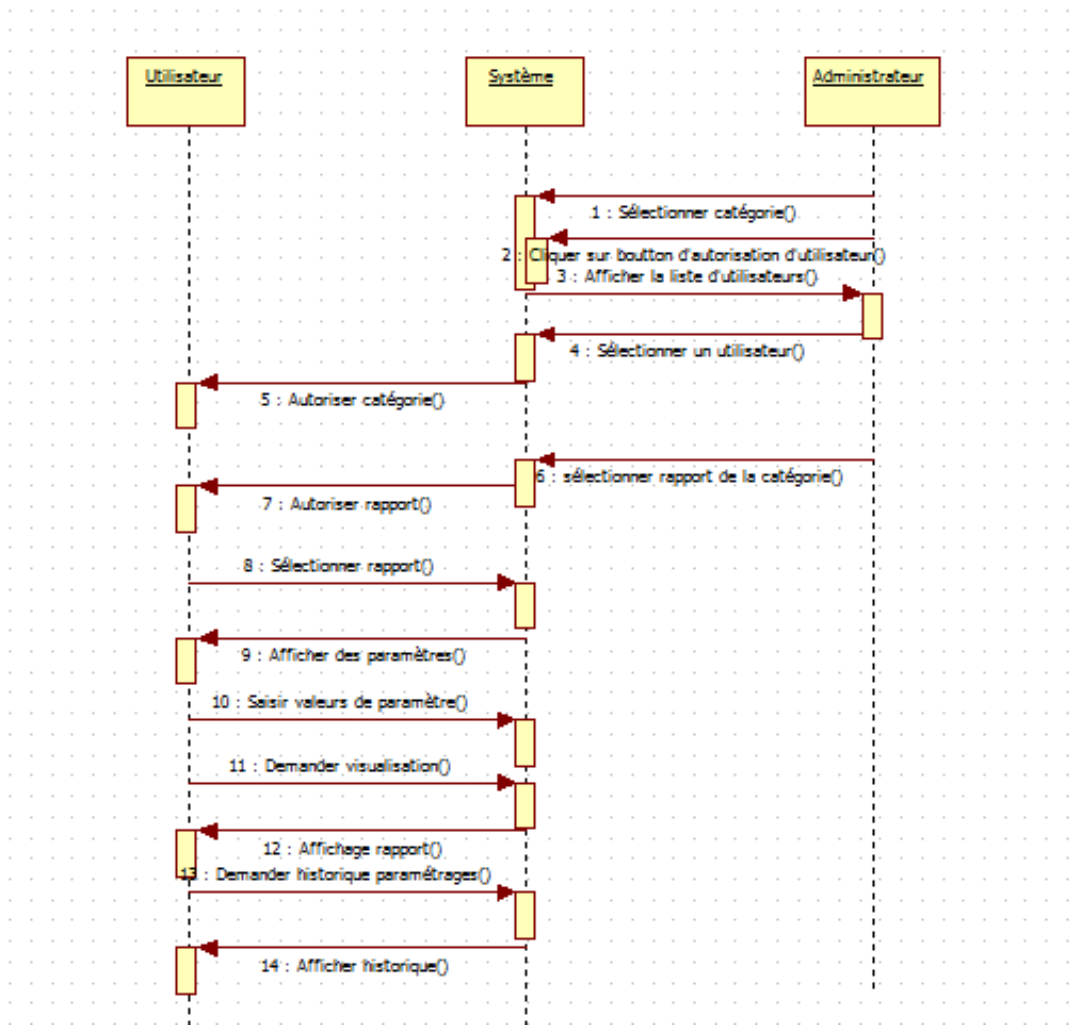 Utilisateur
Système
Administrateur
1 : Sélectionner catégorie()
2 : Cliquer sur boutton d'autorisation d'utilisateur()
3 : Afficher la liste d'utilisateurs()
4 : Sélectionner un utilisateur()
5 : Autoriser catégorie()
6 : sélectionner rapport de la catégorie()
7 : Autoriser rapport()
8 : Sélectionner rapport()
9 : Afficher des paramètres()
10 : Saisir valeurs de paramètre()
11 : Demander visualisation()
12 : Affichage rapport()
13 : Demander historique paramétrages()
14 : Afficher historique()